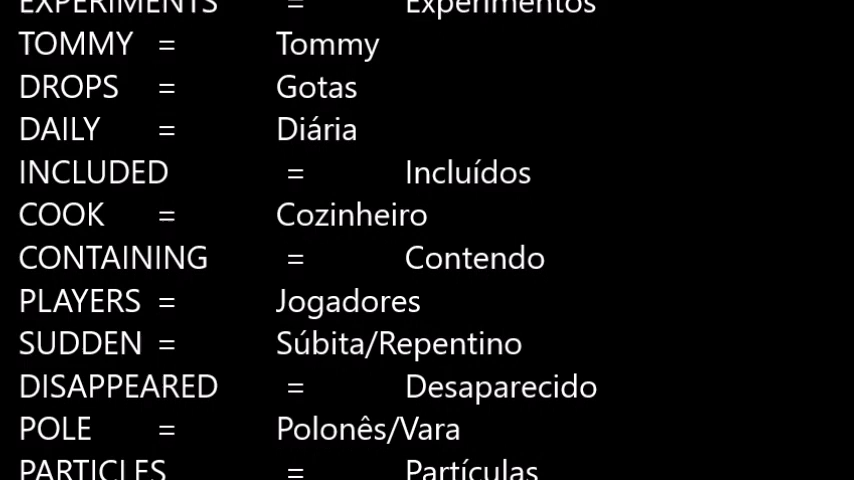 EXPERIMENTS = Experimentos
TOMMY = Tommy
DROPS = Gotas
DAILY = Diária
INCLUDED = Incluídos
COOK = Cozinheiro
CONTAINING = Contendo
PLAYERS = Jogadores
SUDDEN = Súbita/Repentino
DISAPPEARED = Desaparecido
POLE = Polonês/Vara
PARTICLES = Partículas